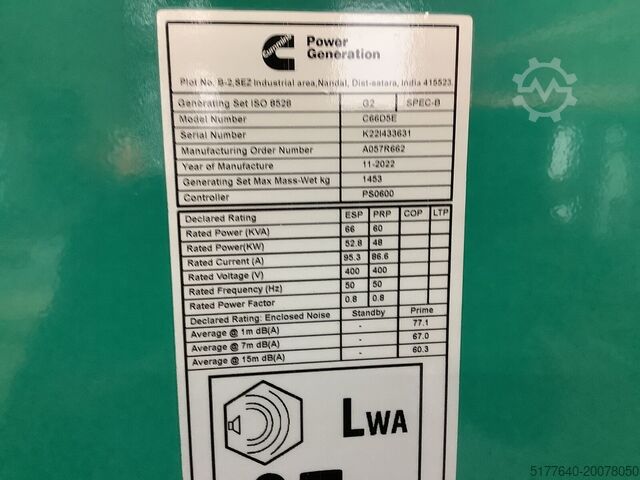 Cummins
Power
Generation
Plot No. B-2,SEZ Industrial area,Nandal, Dist-satara, India 415523.
Generating Set ISO 8528 G2 SPEC-B
Model Number C66D5E
Serial Number K22I433631
Manufacturing Order Number A057R662
Year of Manufacture 11-2022
Generating Set Max Mass-Wet kg 1453
Controller PS0600
Declared Rating ESP PRP COP LTP
Rated Power (KVA) 66 60
Rated Power(KW) 52.8 48
Rated Current (A) 95.3 86.6
Rated Voltage (V) 400 400
Rated Frequency (Hz) 50 50
Rated Power Factor 0.8 0.8
Declared Rating: Enclosed Noise Standby Prime
Average @ 1m dB(A) - 77.1
Average @ 7m dB(A) - 67.0
Average @ 15m dB(A) - 60.3
LWA
5177640-20078050